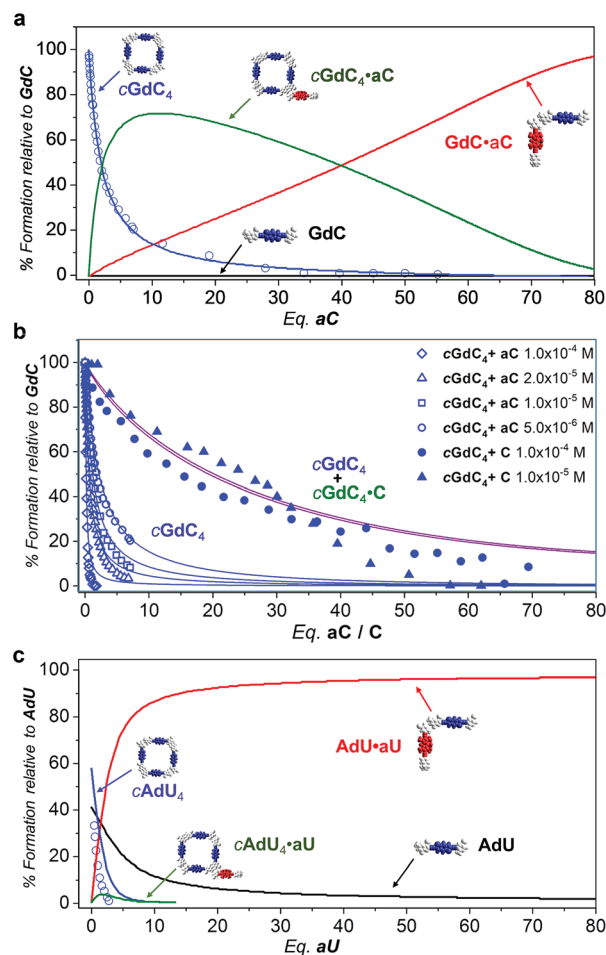 a
% Formation relative to GdC
100
80
60
40
20
0
cGdC4
cGdC4•aC
GdC•aC
GdC
0 10 20 30 40 50 60 70 80
Eq. aC
b
% Formation relative to GdC
100
80
60
40
20
0
cGdC4+ aC 1.0x10-4 M
cGdC4+ aC 2.0x10-5 M
cGdC4+ aC 1.0x10-5 M
cGdC4+ aC 5.0x10-6 M
cGdC4+ C 1.0x10-4 M
cGdC4+ C 1.0x10-5 M
cGdC4
+
cGdC4•C
cGdC4
0 10 20 30 40 50 60 70 80
Eq. aC / C
c
% Formation relative to AdU
100
80
60
40
20
0
cAdU4
AdU•aU
cAdU4•aU
AdU
0 10 20 30 40 50 60 70 80
Eq. aU